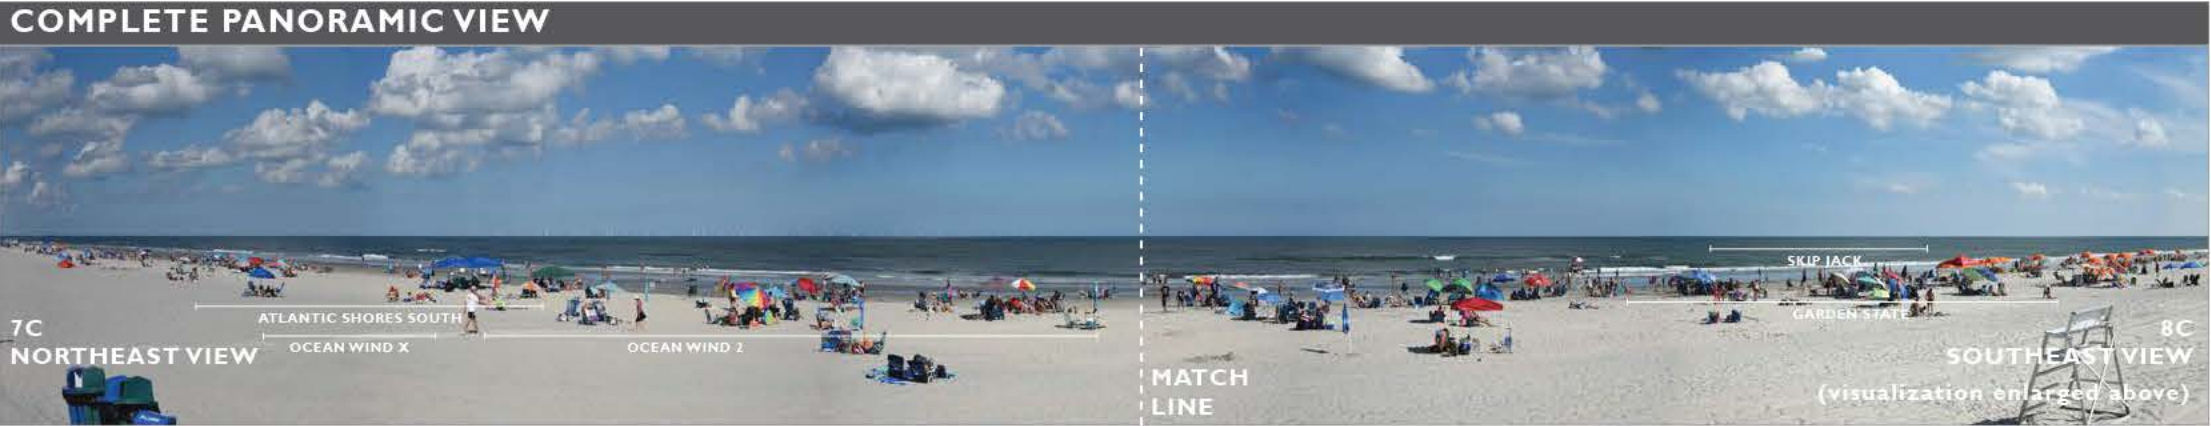 COMPLETE PANORAMIC VIEW
ATLANTIC SHORES SOUTH
7C
NORTHEAST VIEW
OCEAN WIND X
OCEAN WIND 2
MATCH
LINE
SKIP JACK
GARDEN STATE
8C
SOUTHEAST VIEW
(visualization enlarged above)